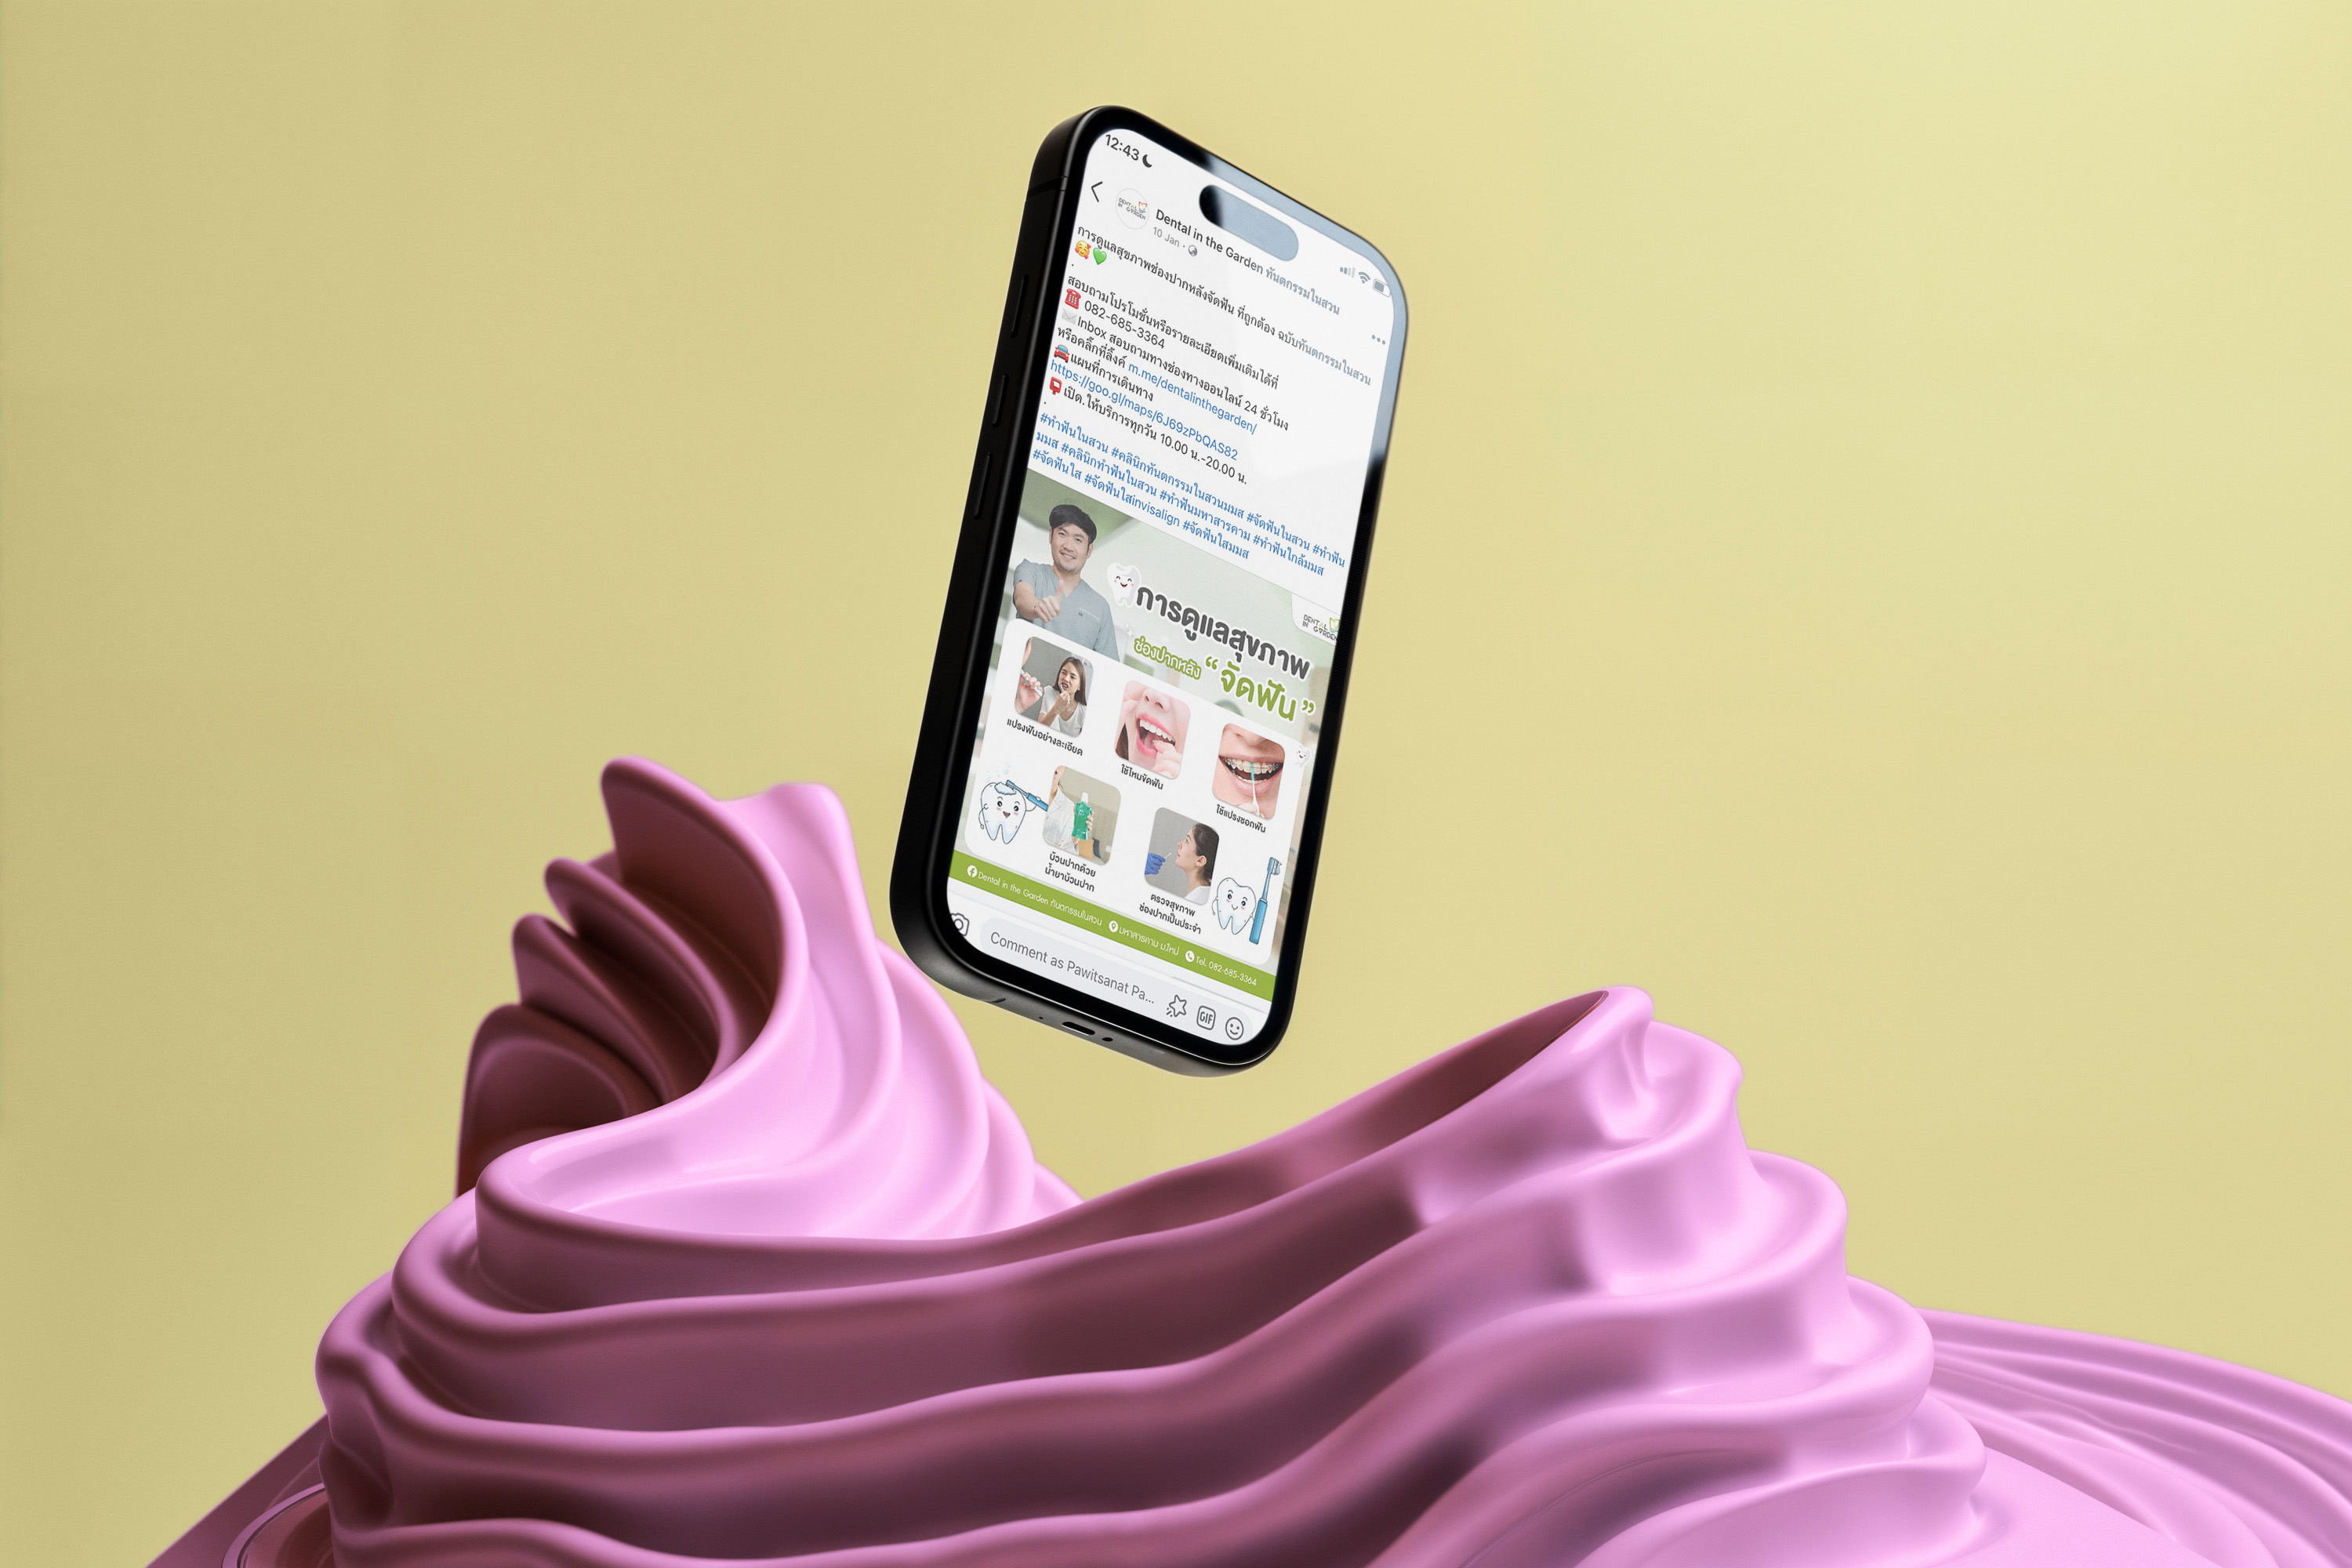 12:43
Dental in the Garden ทันตกรรมในสวน
10 Jan ·
การดูแลสุขภาพช่องปากหลังจัดฟัน ที่ถูกต้อง ฉบับทันตกรรมในสวน
🥰💚
.
สอบถามโปรโมชั่นหรือรายละเอียดเพิ่มเติมได้ที่
☎️ 082-685-3364
📨 Inbox สอบถามทางช่องทางออนไลน์ 24 ชั่วโมง
หรือคลิ๊กที่ลิ้งค์ m.me/dentalinthegarden/
🚘 แผนที่การเดินทาง
https://goo.gl/maps/6J69zPbQAS82
📮 เปิด.ให้บริการทุกวัน 10.00 น.-20.00 น.
.
#ทำฟันในสวน #คลินิกทันตกรรมในสวนมมส #จัดฟันในสวน #ทำฟัน
มมส #คลินิกทำฟันในสวน #ทำฟันมหาสารคาม #ทำฟันใกล้มมส
#จัดฟันใส #จัดฟันใสinvisalign #จัดฟันใสมมส
DENTAL
IN GARDEN
การดูแลสุขภาพ
ช่องปากหลัง “จัดฟัน”
แปรงฟันอย่างละเอียด
ใช้ไหมขัดฟัน
ใช้แปรงซอกฟัน
บ้วนปากด้วย
น้ำยาบ้วนปาก
ตรวจสุขภาพ
ช่องปากเป็นประจำ
Dental in the Garden ทันตกรรมในสวน มหาสารคาม ม.ใหม่ Tel. 082-685-3364
Comment as Pawitsanat Pa...
GIF